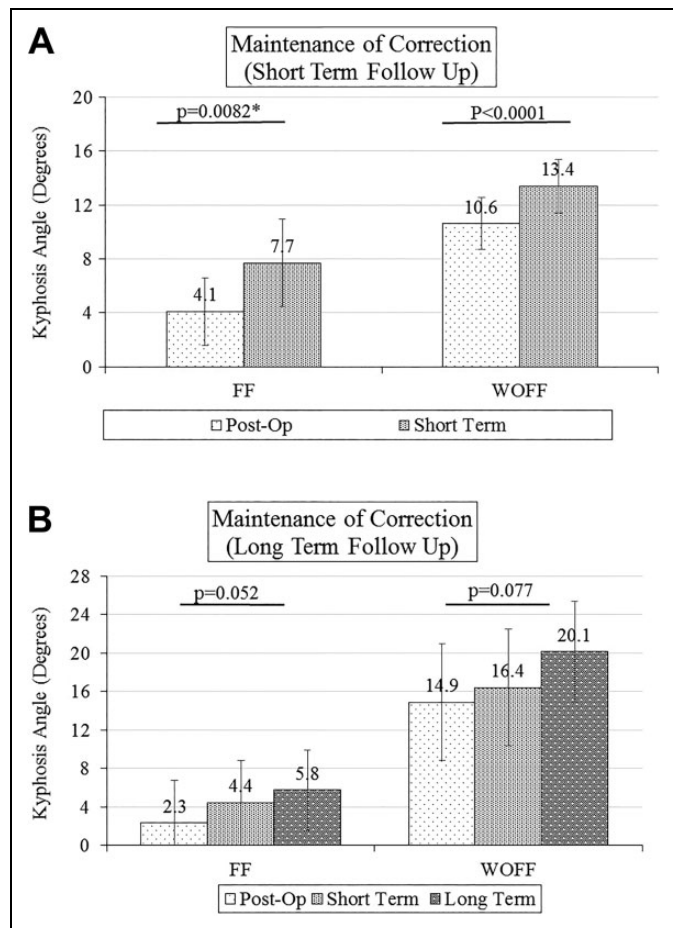 A
Maintenance of Correction
(Short Term Follow Up)
20
16
12
8
4
0
Kyphosis Angle (Degrees)
p=0.0082*
P<0.0001
4.1
7.7
10.6
13.4
FF
WOFF
Post-Op
Short Term
B
Maintenance of Correction
(Long Term Follow Up)
28
24
20
16
12
8
4
0
Kyphosis Angle (Degrees)
p=0.052
p=0.077
2.3
4.4
5.8
14.9
16.4
20.1
FF
WOFF
Post-Op
Short Term
Long Term